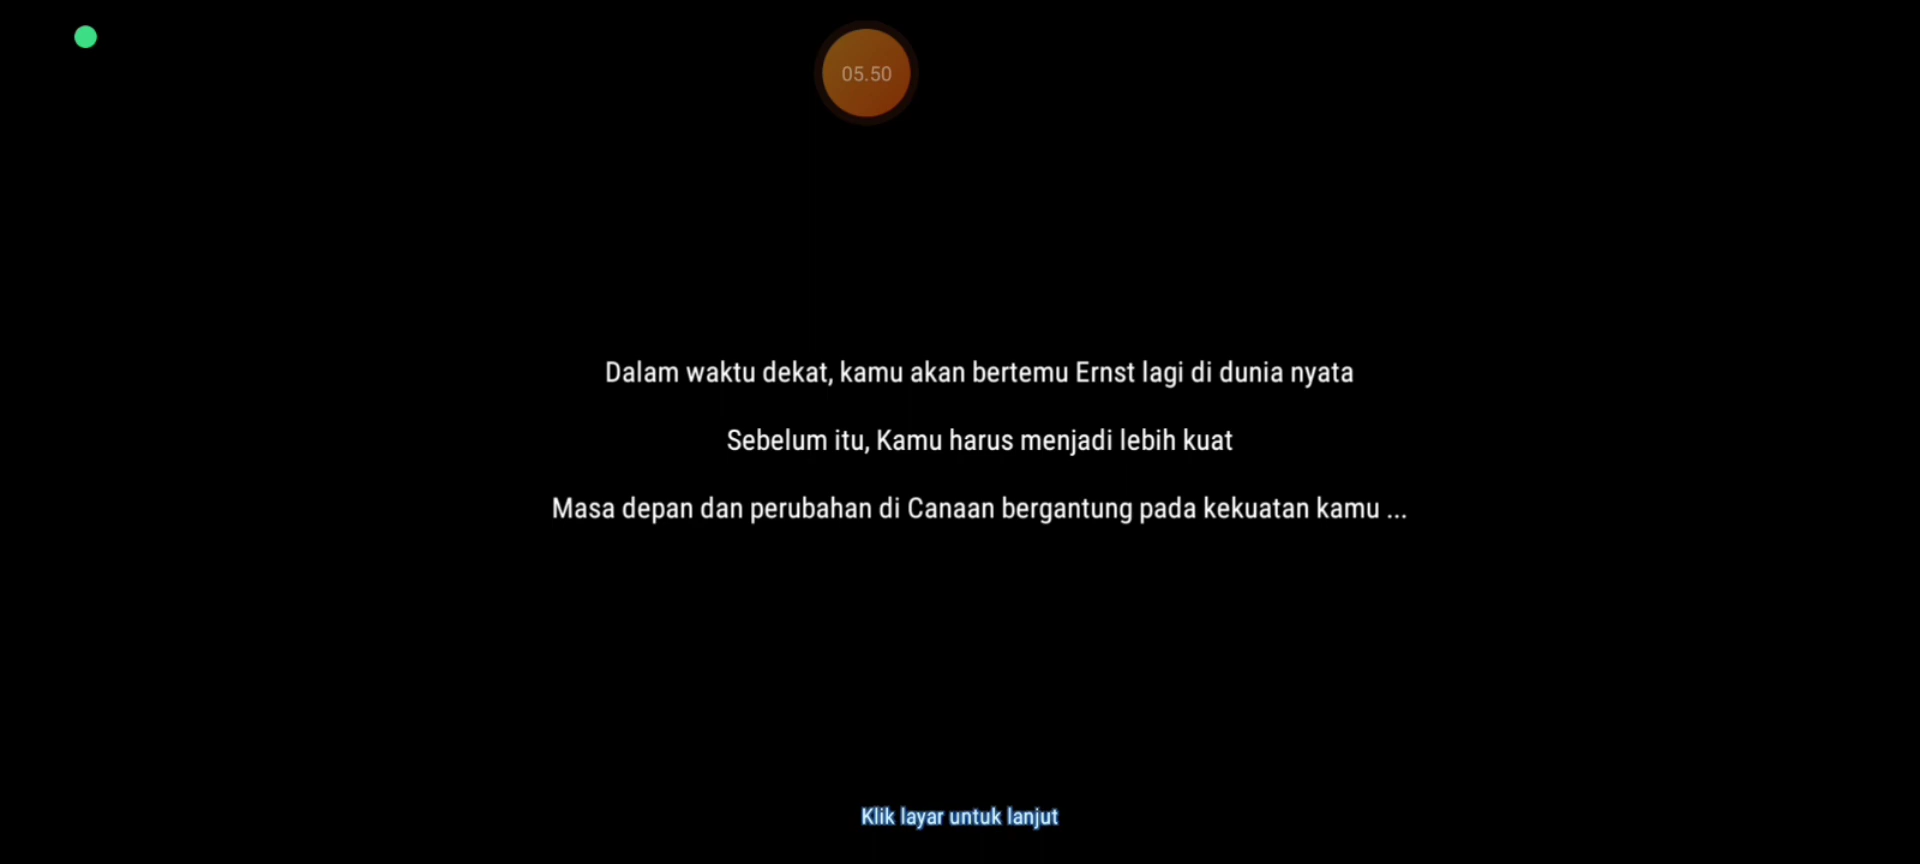 05.50
Dalam waktu dekat, kamu akan bertemu Ernst lagi di dunia nyata
Sebelum itu, Kamu harus menjadi lebih kuat
Masa depan dan perubahan di Canaan bergantung pada kekuatan kamu ...
Klik layar untuk lanjut